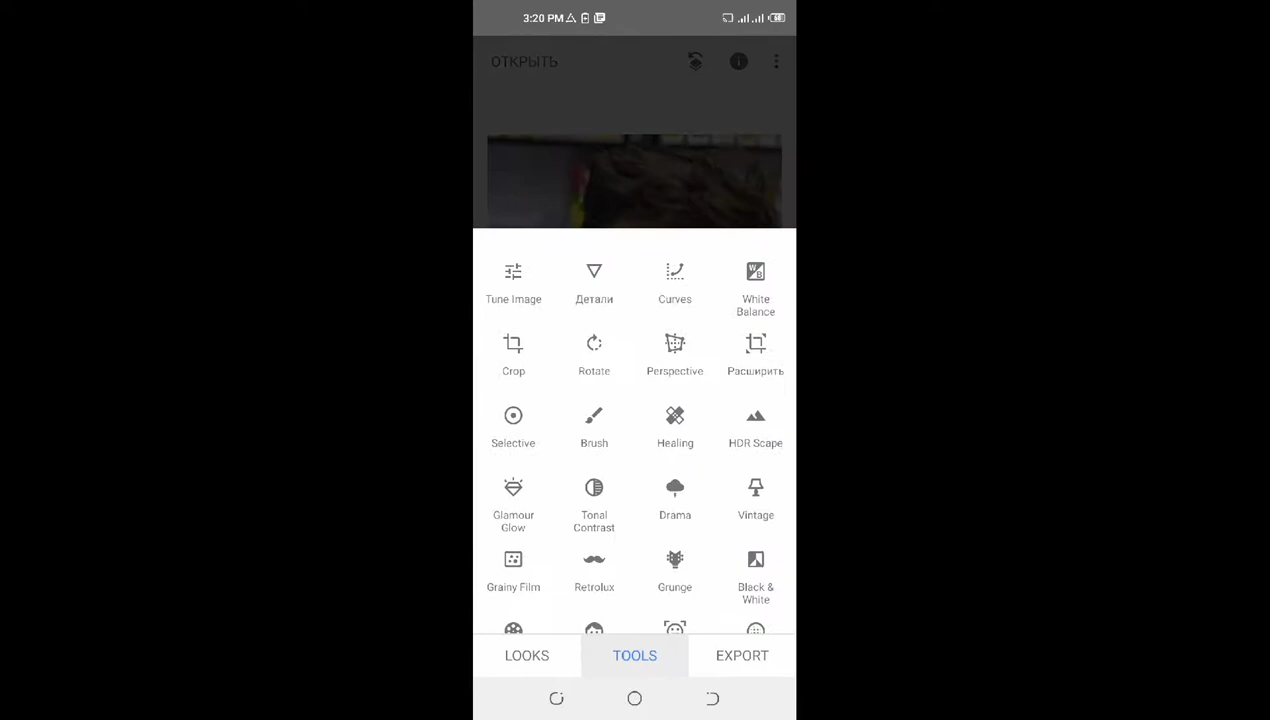 3:20 PM
ОТКРЫТЬ
Tune Image
Детали
Curves
White
Balance
Crop
Rotate
Perspective
Расширить
Selective
Brush
Healing
HDR Scape
Glamour
Glow
Tonal
Contrast
Drama
Vintage
Grainy Film
Retrolux
Grunge
Black &
White
LOOKS
TOOLS
EXPORT